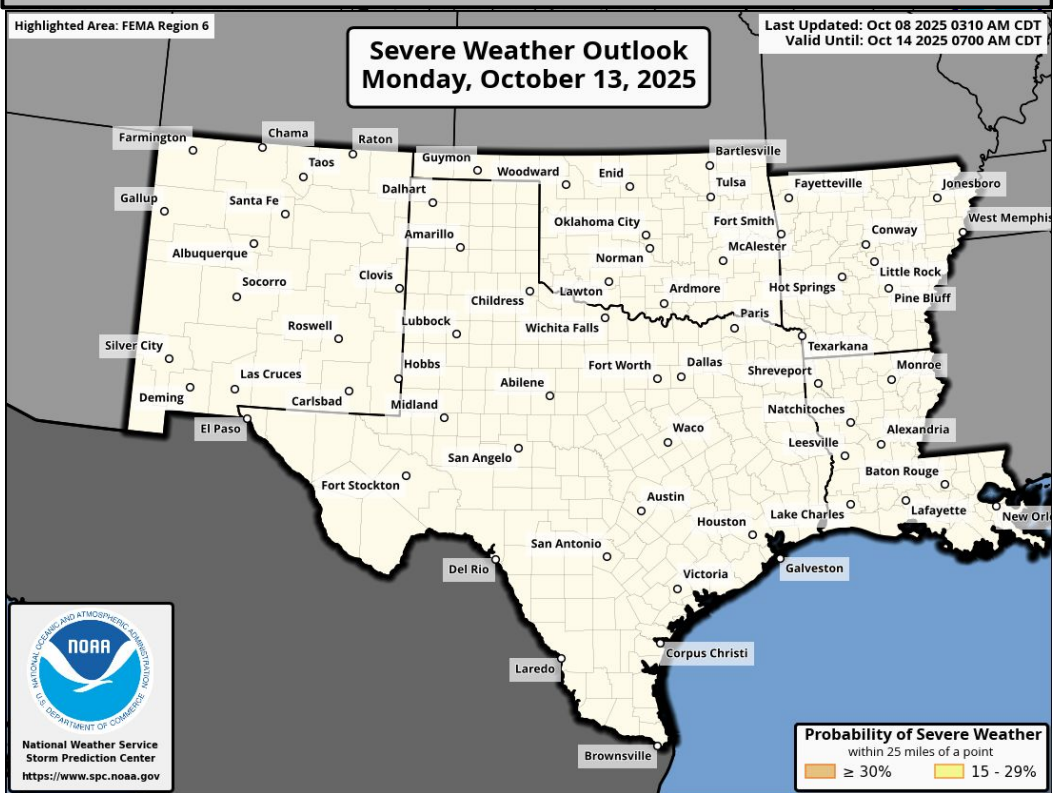 Highlighted Area: FEMA Region 6
Last Updated: Oct 08 2025 0310 AM CDT
Valid Until: Oct 14 2025 0700 AM CDT
Severe Weather Outlook
Monday, October 13, 2025
Farmington
Chama
Raton
Guymon
Bartlesville
Taos
Woodward
Enid
Tulsa
Fayetteville
Jonesboro
Gallup
Santa Fe
Dalhart
Oklahoma City
Fort Smith
West Memphis
Albuquerque
Amarillo
Norman
McAlester
Conway
Socorro
Clovis
Childress
Lawton
Ardmore
Hot Springs
Little Rock
Pine Bluff
Roswell
Lubbock
Wichita Falls
Paris
Texarkana
Silver City
Las Cruces
Hobbs
Fort Worth
Dallas
Shreveport
Monroe
Deming
Carlsbad
Midland
Abilene
Natchitoches
El Paso
Waco
Leesville
Alexandria
San Angelo
Fort Stockton
Baton Rouge
Austin
Lake Charles
Lafayette
New Orl
Houston
San Antonio
Del Rio
Galveston
Victoria
Laredo
Corpus Christi
Brownsville
NATIONAL OCEANIC AND ATMOSPHERIC ADMINISTRATION
NOAA
U.S. DEPARTMENT OF COMMERCE
National Weather Service
Storm Prediction Center
https://www.spc.noaa.gov
Probability of Severe Weather
within 25 miles of a point
≥ 30%
15 - 29%